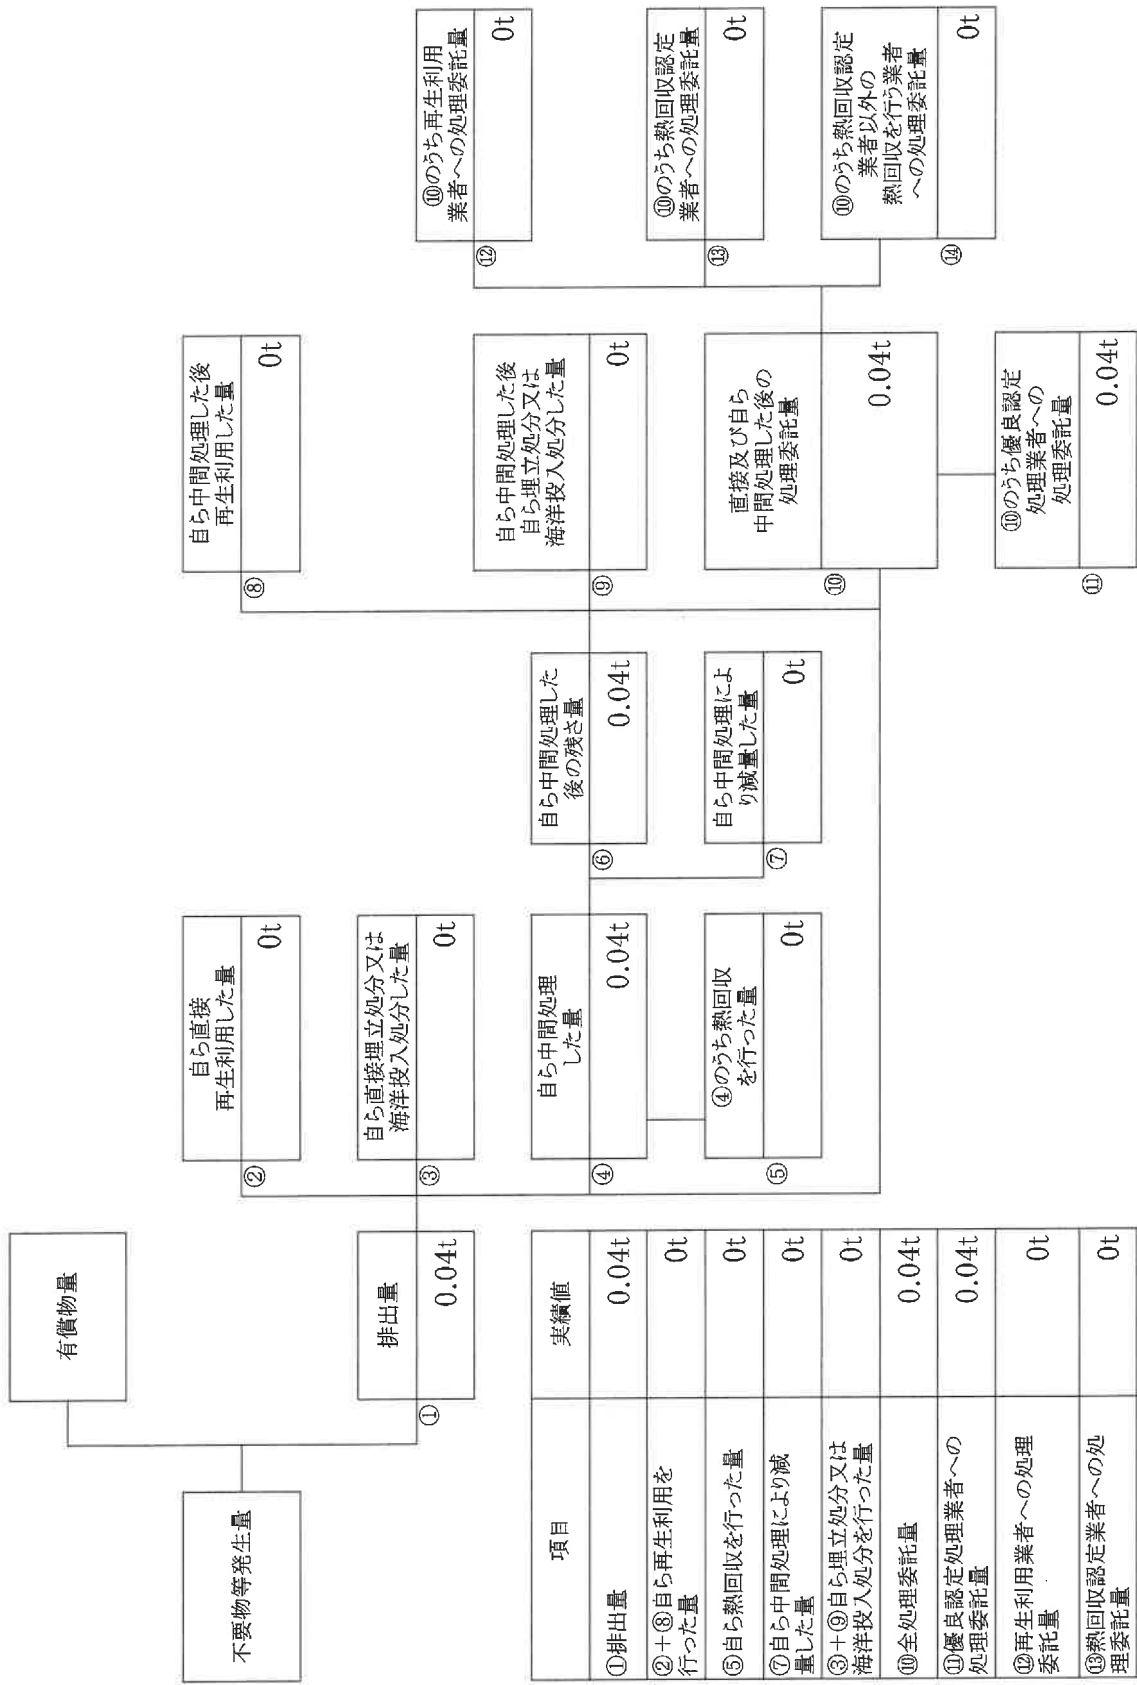 不要物等発生量
有償物量
排出量
① 0.04t
自ら直接
再生利用した量
② 0t
自ら直接埋立処分又は
海洋投入処分した量
③ 0t
自ら中間処理
した量
④ 0.04t
④のうち熱回収
を行った量
⑤ 0t
自ら中間処理した
後の残さ量
⑥ 0.04t
自ら中間処理によ
り減量した量
⑦ 0t
自ら中間処理した後
再生利用した量
⑧ 0t
自ら中間処理した後
自ら埋立処分又は
海洋投入処分した量
⑨ 0t
直接及び自ら
中間処理した後の
処理委託量
⑩ 0.04t
⑩のうち優良認定
処理業者への
処理委託量
⑪ 0.04t
⑩のうち再生利用
業者への処理委託量
⑫ 0t
⑩のうち熱回収認定
業者への処理委託量
⑬ 0t
⑩のうち熱回収認定
業者以外の
熱回収を行う業者
への処理委託量
⑭ 0t
項目 実績値
①排出量 0.04t
②+⑧自ら再生利用を
行った量 0t
⑤自ら熱回収を行った量 0t
⑦自ら中間処理により減
量した量 0t
③+⑨自ら埋立処分又は
海洋投入処分を行った量 0t
⑩全処理委託量 0.04t
⑪優良認定処理業者への
処理委託量 0.04t
⑫再生利用業者への処理
委託量 0t
⑬熱回収認定業者への処
理委託量 0t